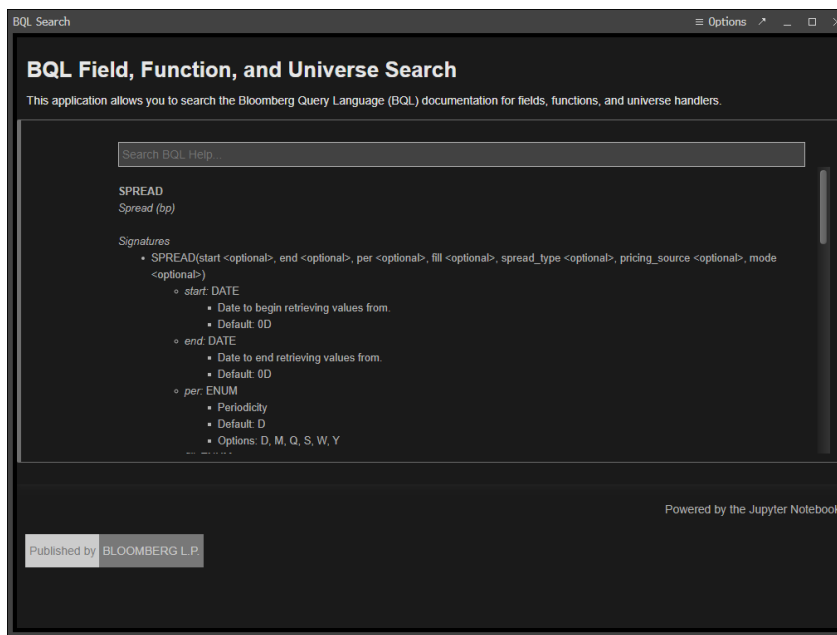 BQL Search
≡ Options
BQL Field, Function, and Universe Search
This application allows you to search the Bloomberg Query Language (BQL) documentation for fields, functions, and universe handlers.
Search BQL Help...
SPREAD
Spread (bp)
Signatures
SPREAD(start <optional>, end <optional>, per <optional>, fill <optional>, spread_type <optional>, pricing_source <optional>, mode
<optional>)
start: DATE
Date to begin retrieving values from.
Default: 0D
end: DATE
Date to end retrieving values from.
Default: 0D
per: ENUM
Periodicity
Default: D
Options: D, M, Q, S, W, Y
Powered by the Jupyter Notebook
Published by BLOOMBERG L.P.